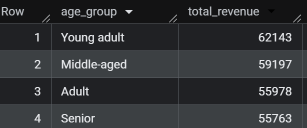 Row age_group total_revenue
1 Young adult 62143
2 Middle-aged 59197
3 Adult 55978
4 Senior 55763